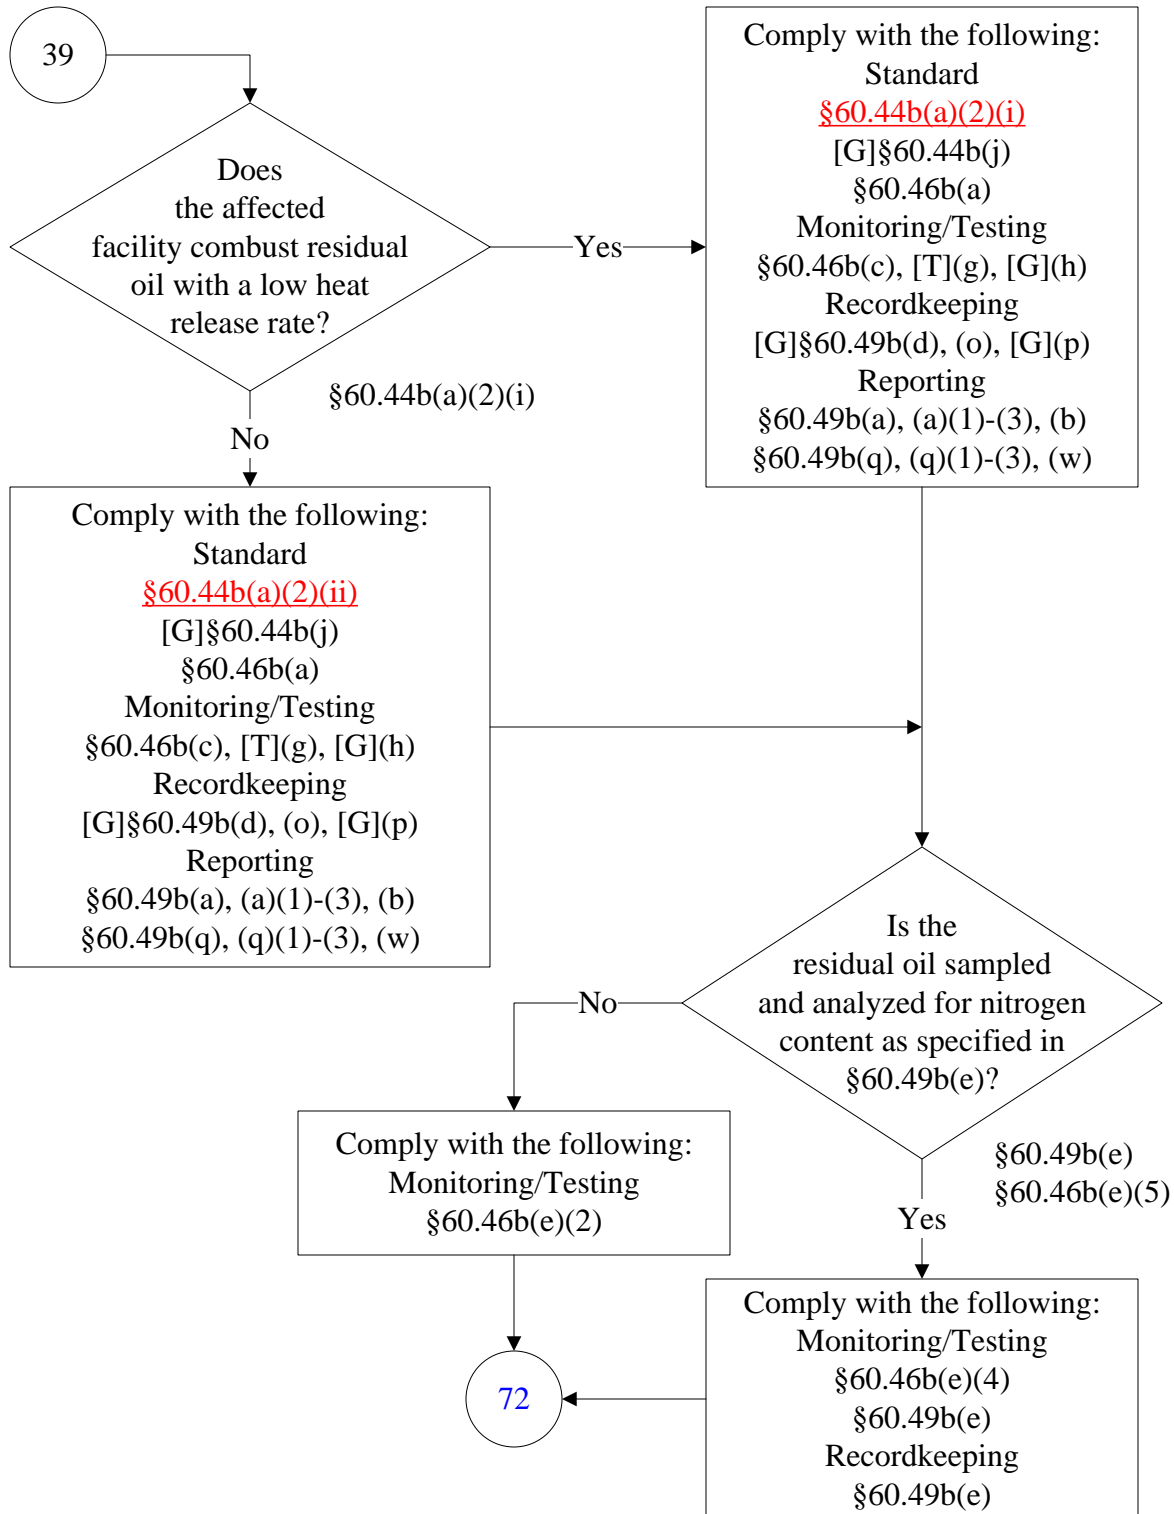 39
Does
the affected
facility combust residual
oil with a low heat
release rate?
§60.44b(a)(2)(i)
Yes
Comply with the following:
Standard
§60.44b(a)(2)(i)
[G]§60.44b(j)
§60.46b(a)
Monitoring/Testing
§60.46b(c), [T](g), [G](h)
Recordkeeping
[G]§60.49b(d), (o), [G](p)
Reporting
§60.49b(a), (a)(1)-(3), (b)
§60.49b(q), (q)(1)-(3), (w)
No
Comply with the following:
Standard
§60.44b(a)(2)(ii)
[G]§60.44b(j)
§60.46b(a)
Monitoring/Testing
§60.46b(c), [T](g), [G](h)
Recordkeeping
[G]§60.49b(d), (o), [G](p)
Reporting
§60.49b(a), (a)(1)-(3), (b)
§60.49b(q), (q)(1)-(3), (w)
Is the
residual oil sampled
and analyzed for nitrogen
content as specified in
§60.49b(e)?
§60.49b(e)
§60.46b(e)(5)
No
Comply with the following:
Monitoring/Testing
§60.46b(e)(2)
Yes
Comply with the following:
Monitoring/Testing
§60.46b(e)(4)
§60.49b(e)
Recordkeeping
§60.49b(e)
72